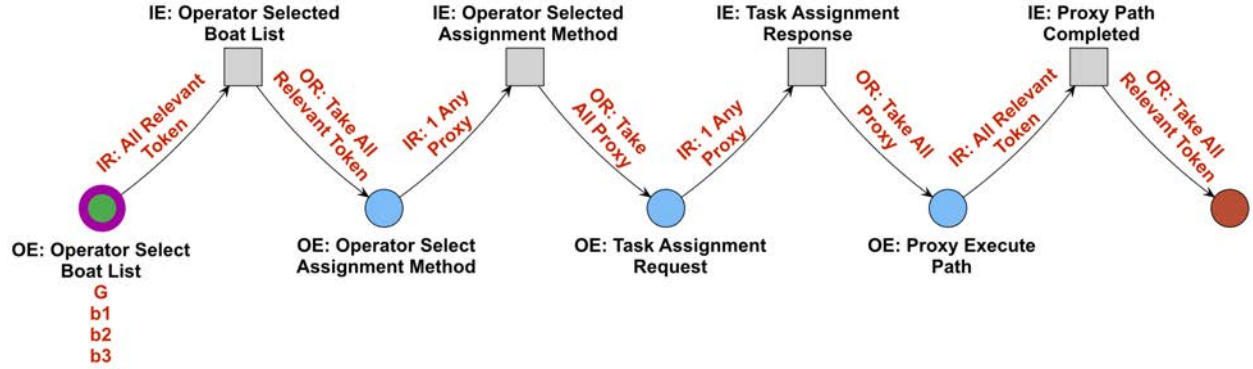 IE: Operator Selected
Boat List
IE: Operator Selected
Assignment Method
IE: Task Assignment
Response
IE: Proxy Path
Completed
IR: All Relevant
Token
OR: Take All
Relevant Token
IR: 1 Any
Proxy
OR: Take
All Proxy
IR: 1 Any
Proxy
OR: Take All
Proxy
IR: All Relevant
Token
OR: Take All
Relevant Token
OE: Operator Select
Boat List
G
b1
b2
b3
OE: Operator Select
Assignment Method
OE: Task Assignment
Request
OE: Proxy Execute
Path